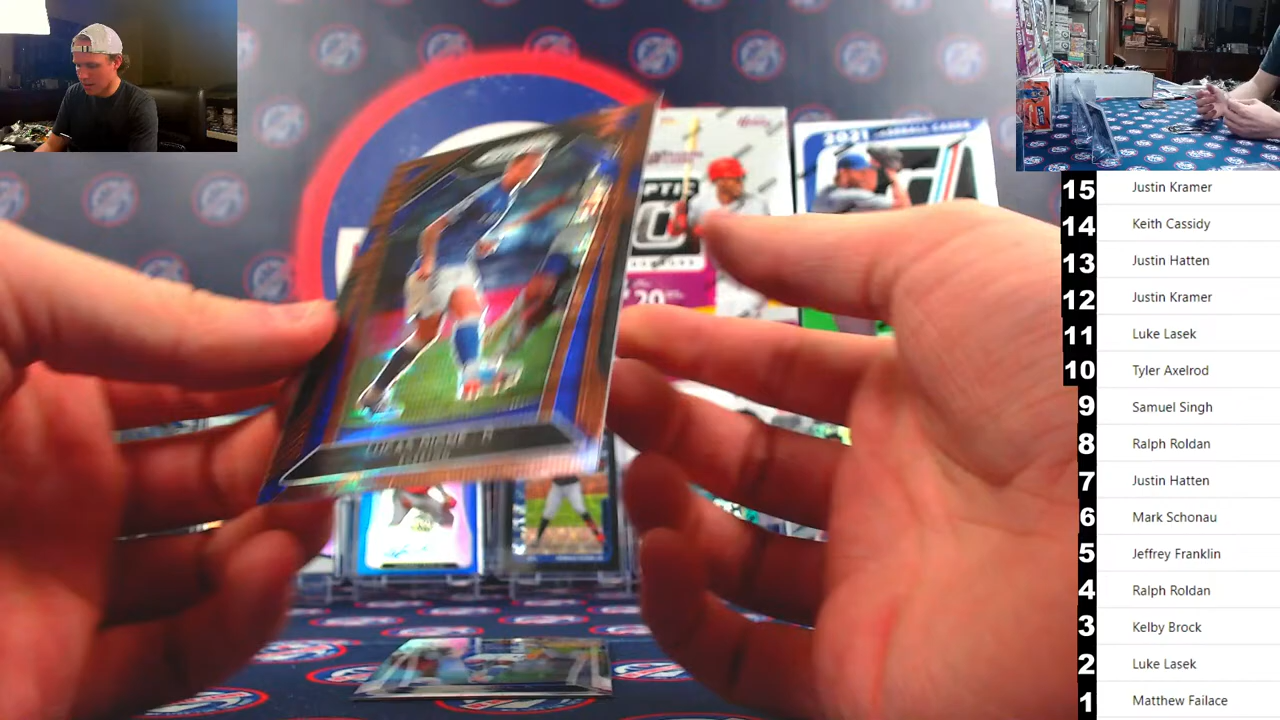 2021
OPTIC
20
15 Justin Kramer
14 Keith Cassidy
13 Justin Hatten
12 Justin Kramer
11 Luke Lasek
10 Tyler Axelrod
9 Samuel Singh
8 Ralph Roldan
7 Justin Hatten
6 Mark Schonau
5 Jeffrey Franklin
4 Ralph Roldan
3 Kelby Brock
2 Luke Lasek
1 Matthew Failace